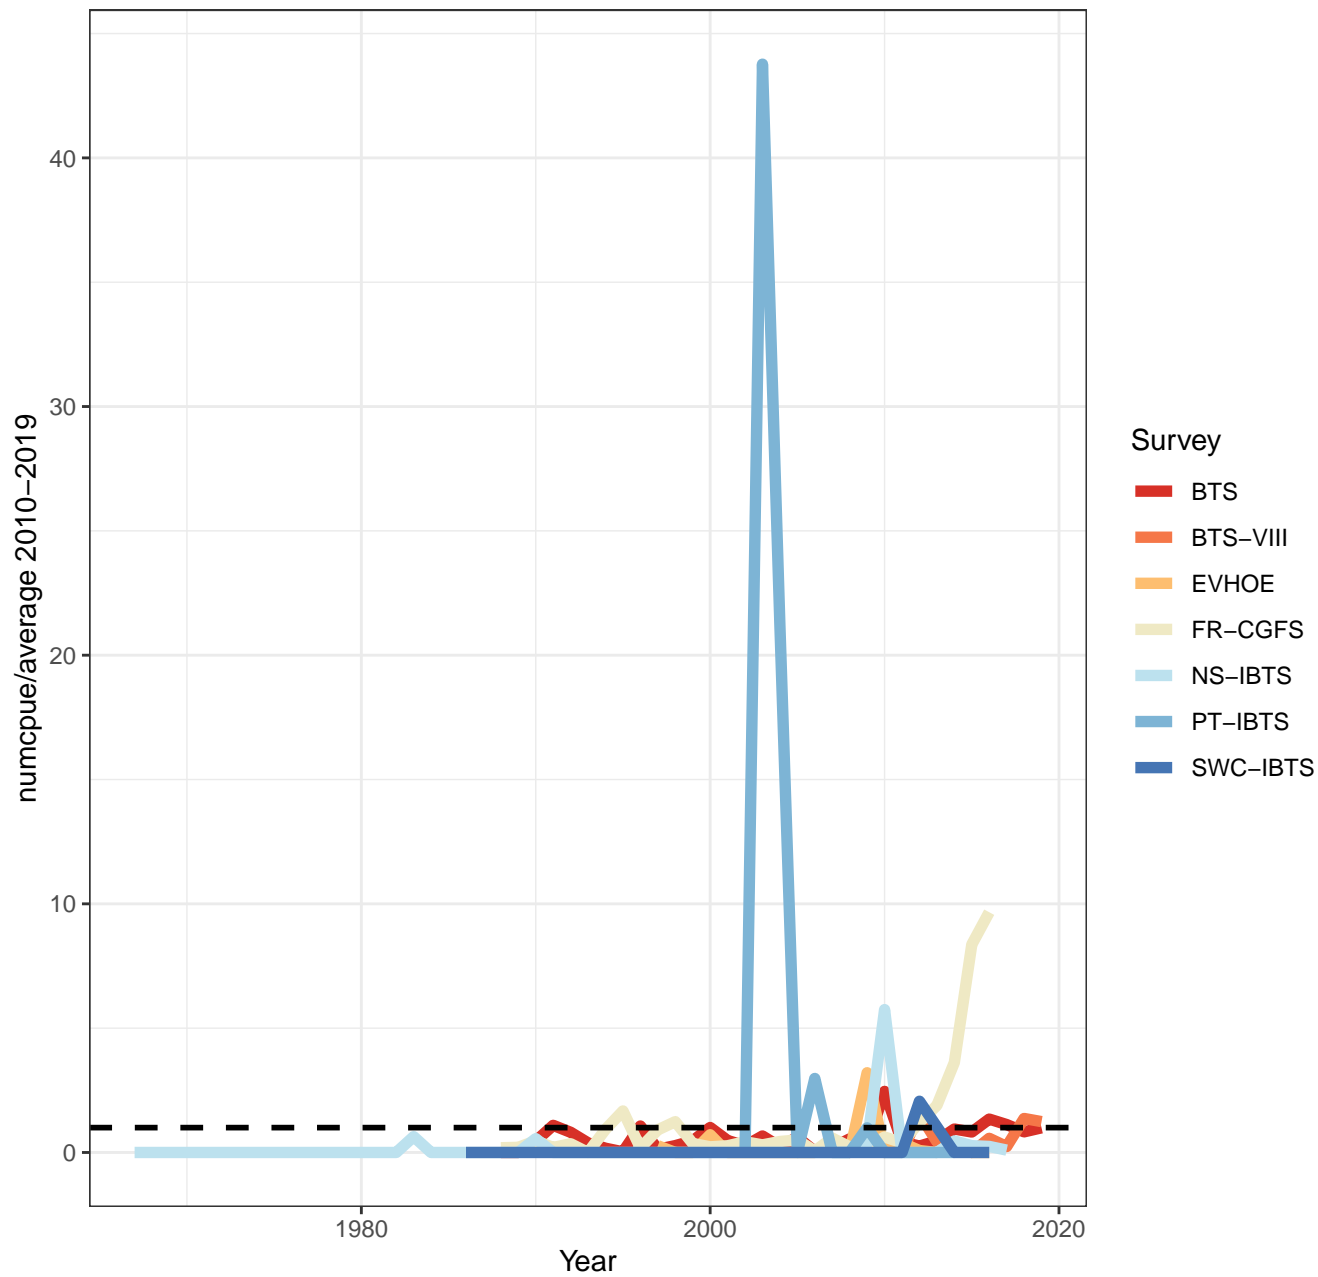 numcpue/average 2010−2019
40
30
20
10
0
1980
2000
2020
Year
Survey
BTS
BTS−VIII
EVHOE
FR−CGFS
NS−IBTS
PT−IBTS
SWC−IBTS